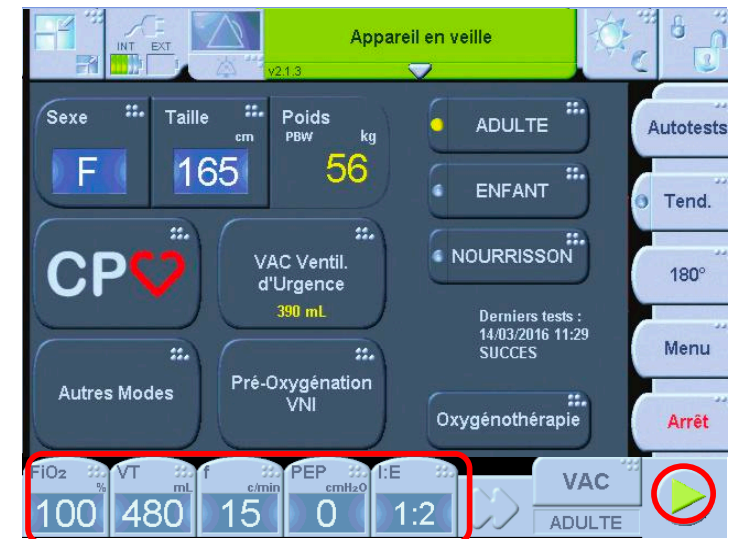 INT EXT
Appareil en veille
v2.1.3
Sexe
F
Taille
cm
165
Poids
PBW kg
56
ADULTE
ENFANT
NOURRISSON
CP
VAC Ventil.
d'Urgence
390 mL
Derniers tests :
14/03/2016 11:29
SUCCES
Autres Modes
Pré-Oxygénation
VNI
Oxygénothérapie
Autotests
Tend.
180°
Menu
Arrêt
FiO2
%
100
VT
mL
480
f
c/min
15
PEP
cmH2O
0
I:E
1:2
VAC
ADULTE